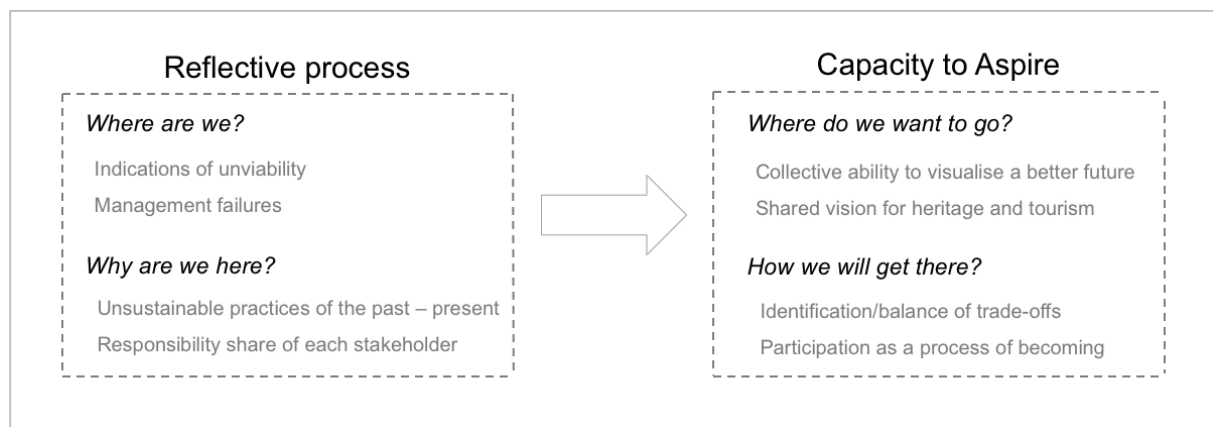 Reflective process
Where are we?
Indications of unviability
Management failures
Why are we here?
Unsustainable practices of the past – present
Responsibility share of each stakeholder
Capacity to Aspire
Where do we want to go?
Collective ability to visualise a better future
Shared vision for heritage and tourism
How we will get there?
Identification/balance of trade-offs
Participation as a process of becoming